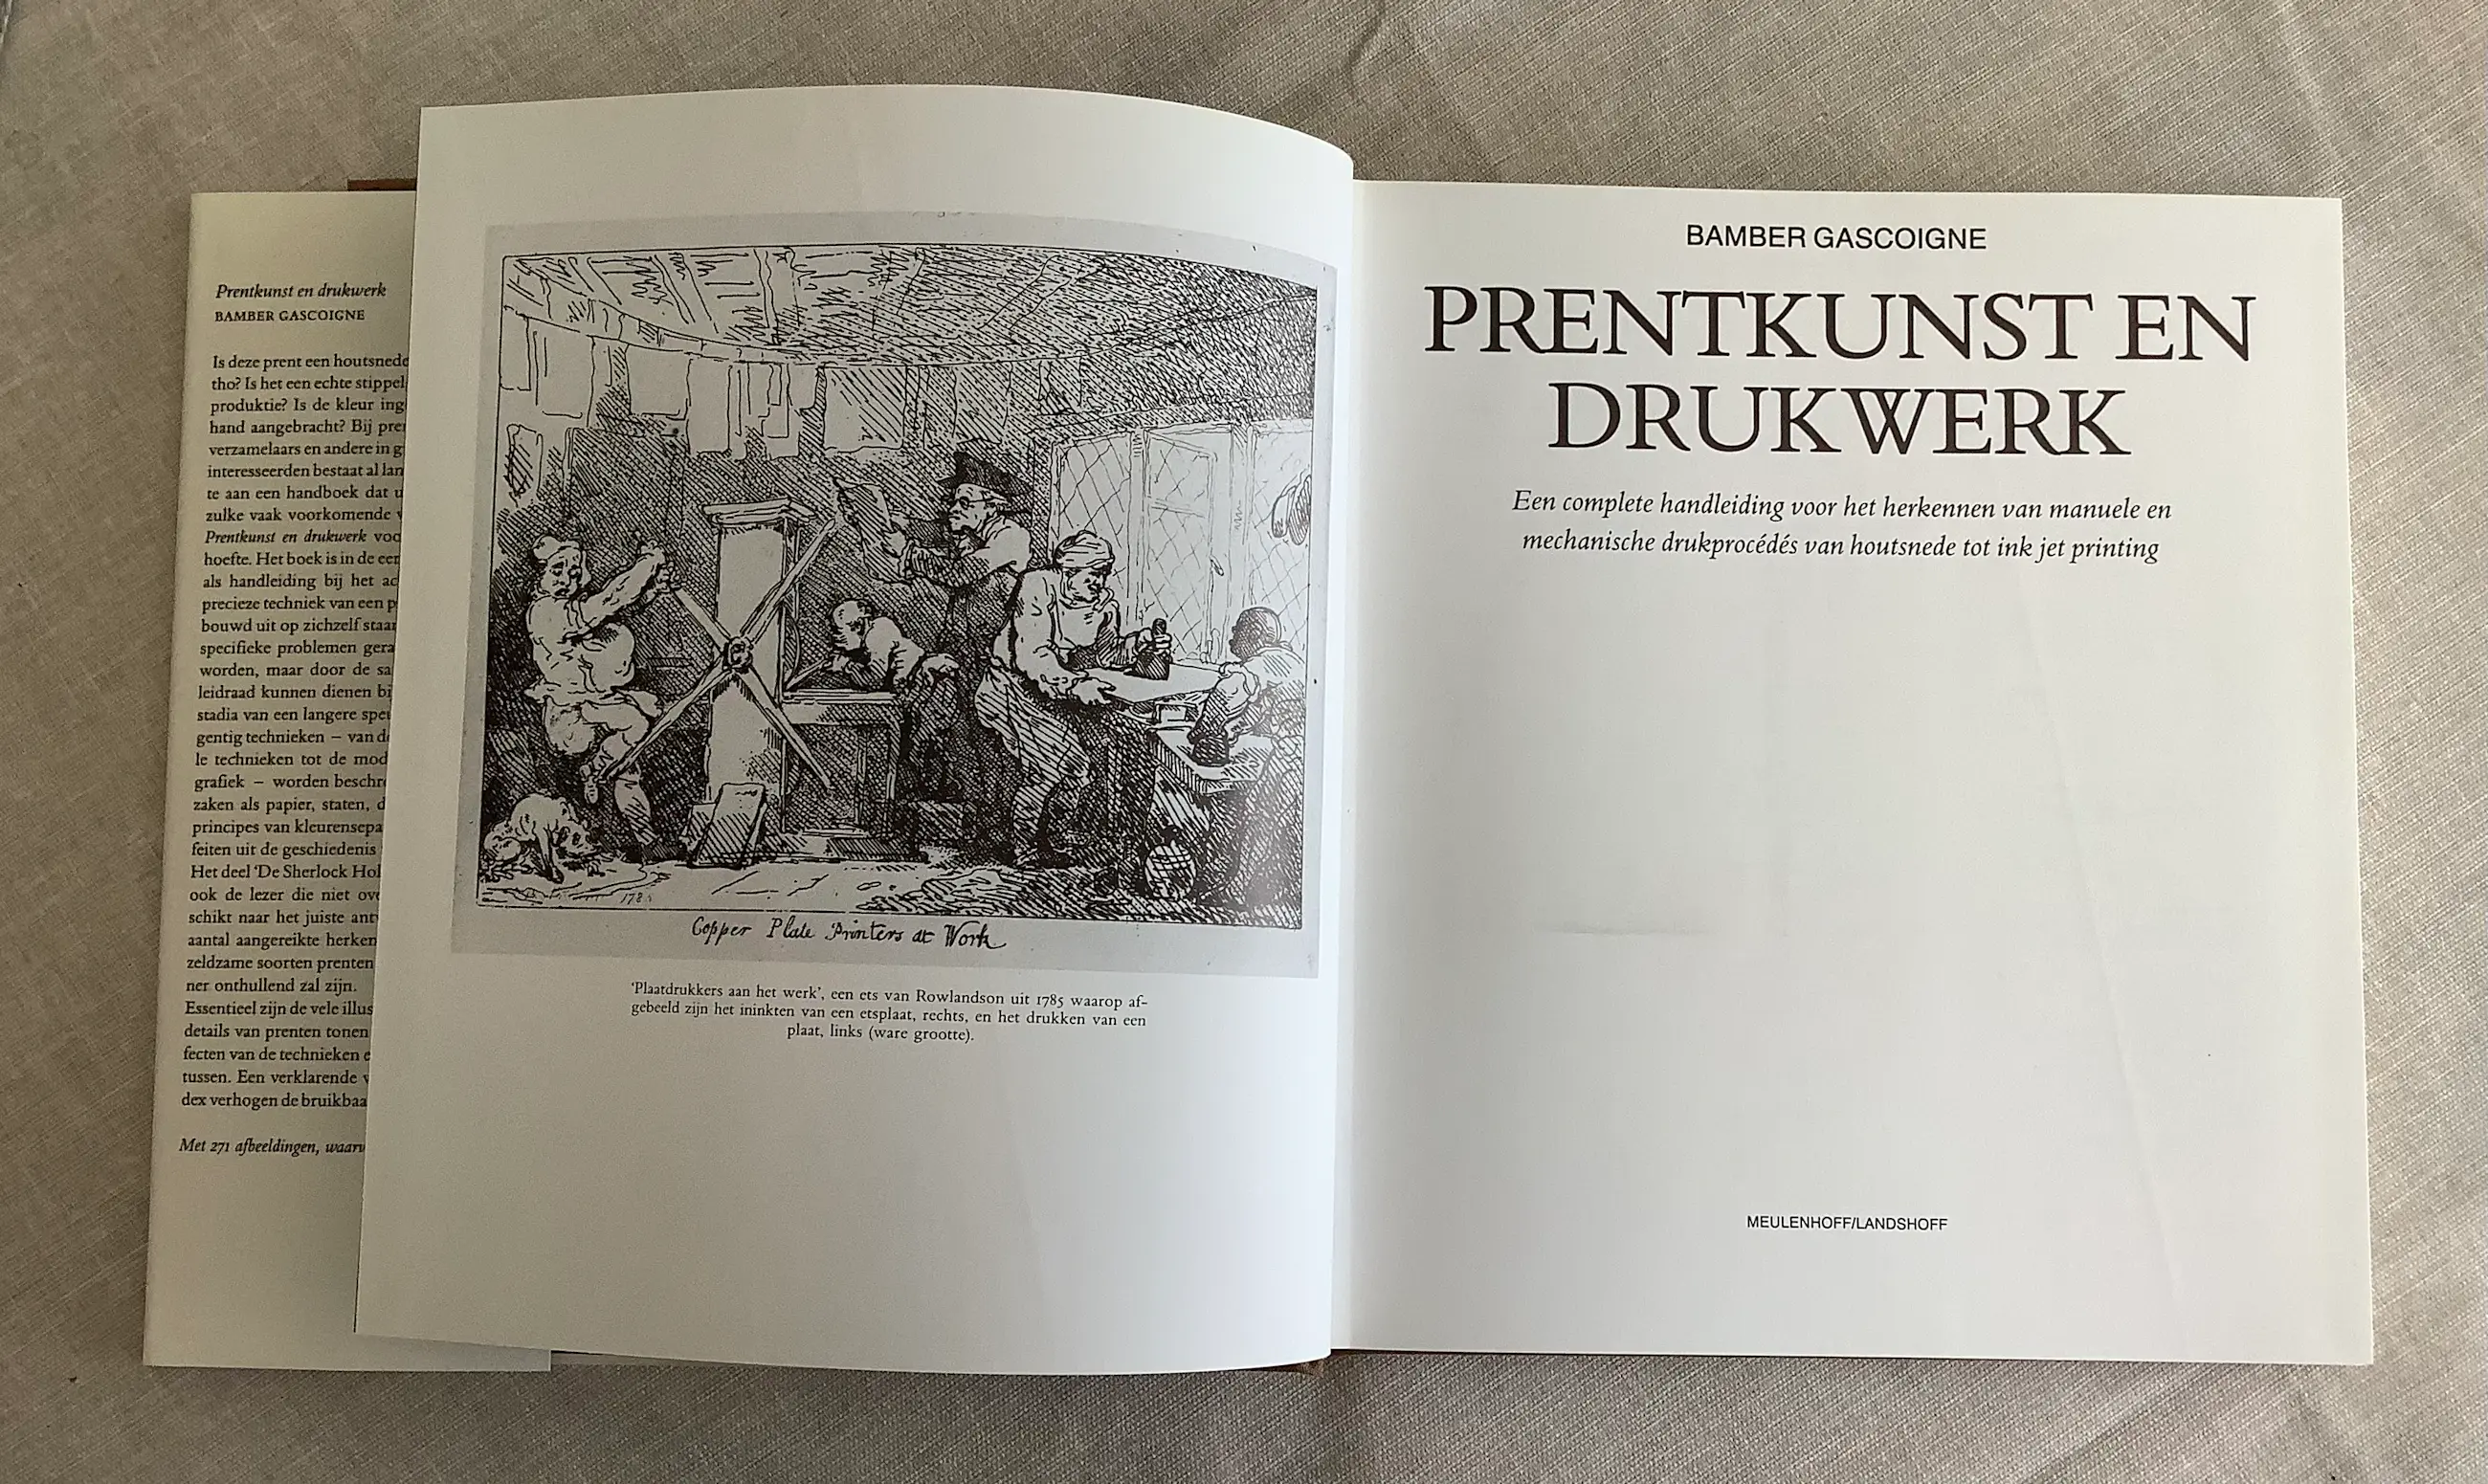 Prentkunst en drukwerk
BAMBER GASCOIGNE
Is deze prent een houtsnede
tho? Is het een echte stippel
produktie? Is de kleur ing
hand aangebracht? Bij pre
verzamelaars en andere in g
interesseerden bestaat al lan
te aan een handboek dat u
zulke vaak voorkomende v
Prentkunst en drukwerk voo
hoefte. Het boek is in de eer
als handleiding bij het ac
precieze techniek van een p
bouwd uit op zichzelf staan
specifieke problemen gera
worden, maar door de sa
leidraad kunnen dienen bi
stadia van een langere speu
gentig technieken – van de
le technieken tot de mod
grafiek – worden beschre
zaken als papier, staten, d
principes van kleurensepa
feiten uit de geschiedenis
Het deel ‘De Sherlock Hol
ook de lezer die niet ove
schikt naar het juiste ant
aantal aangereikte herken
zeldzame soorten prenten
ner onthullend zal zijn.
Essentieel zijn de vele illus
details van prenten tonen
fecten van de technieken e
tussen. Een verklarende v
dex verhogen de bruikbaa
Met 271 afbeeldingen, waarv
178
Copper Plate Printers at Work
‘Plaatdrukkers aan het werk’, een ets van Rowlandson uit 1785 waarop af-
gebeeld zijn het ininkten van een etsplaat, rechts, en het drukken van een
plaat, links (ware grootte).
BAMBER GASCOIGNE
PRENTKUNST EN
DRUKWERK
Een complete handleiding voor het herkennen van manuele en
mechanische drukprocédés van houtsnede tot ink jet printing
MEULENHOFF/LANDSHOFF